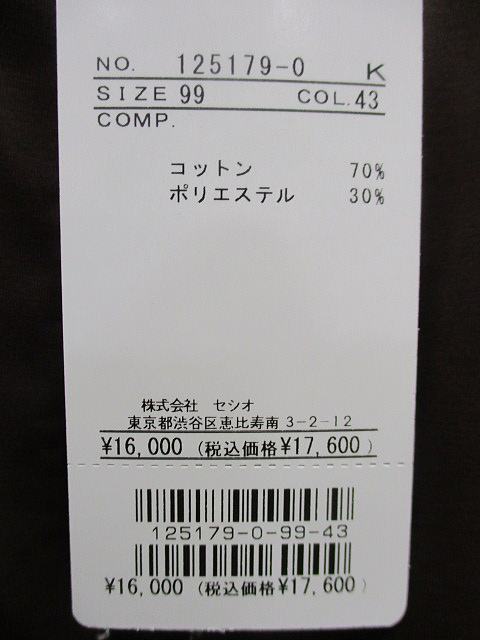 NO. 125179-0 K
SIZE 99 COL.43
COMP.
コットン 70%
ポリエステル 30%
株式会社 セシオ
東京都渋谷区恵比寿南 3-2-12
¥16,000 (税込価格¥17,600)
125179-0-99-43
¥16,000 (税込価格¥17,600)